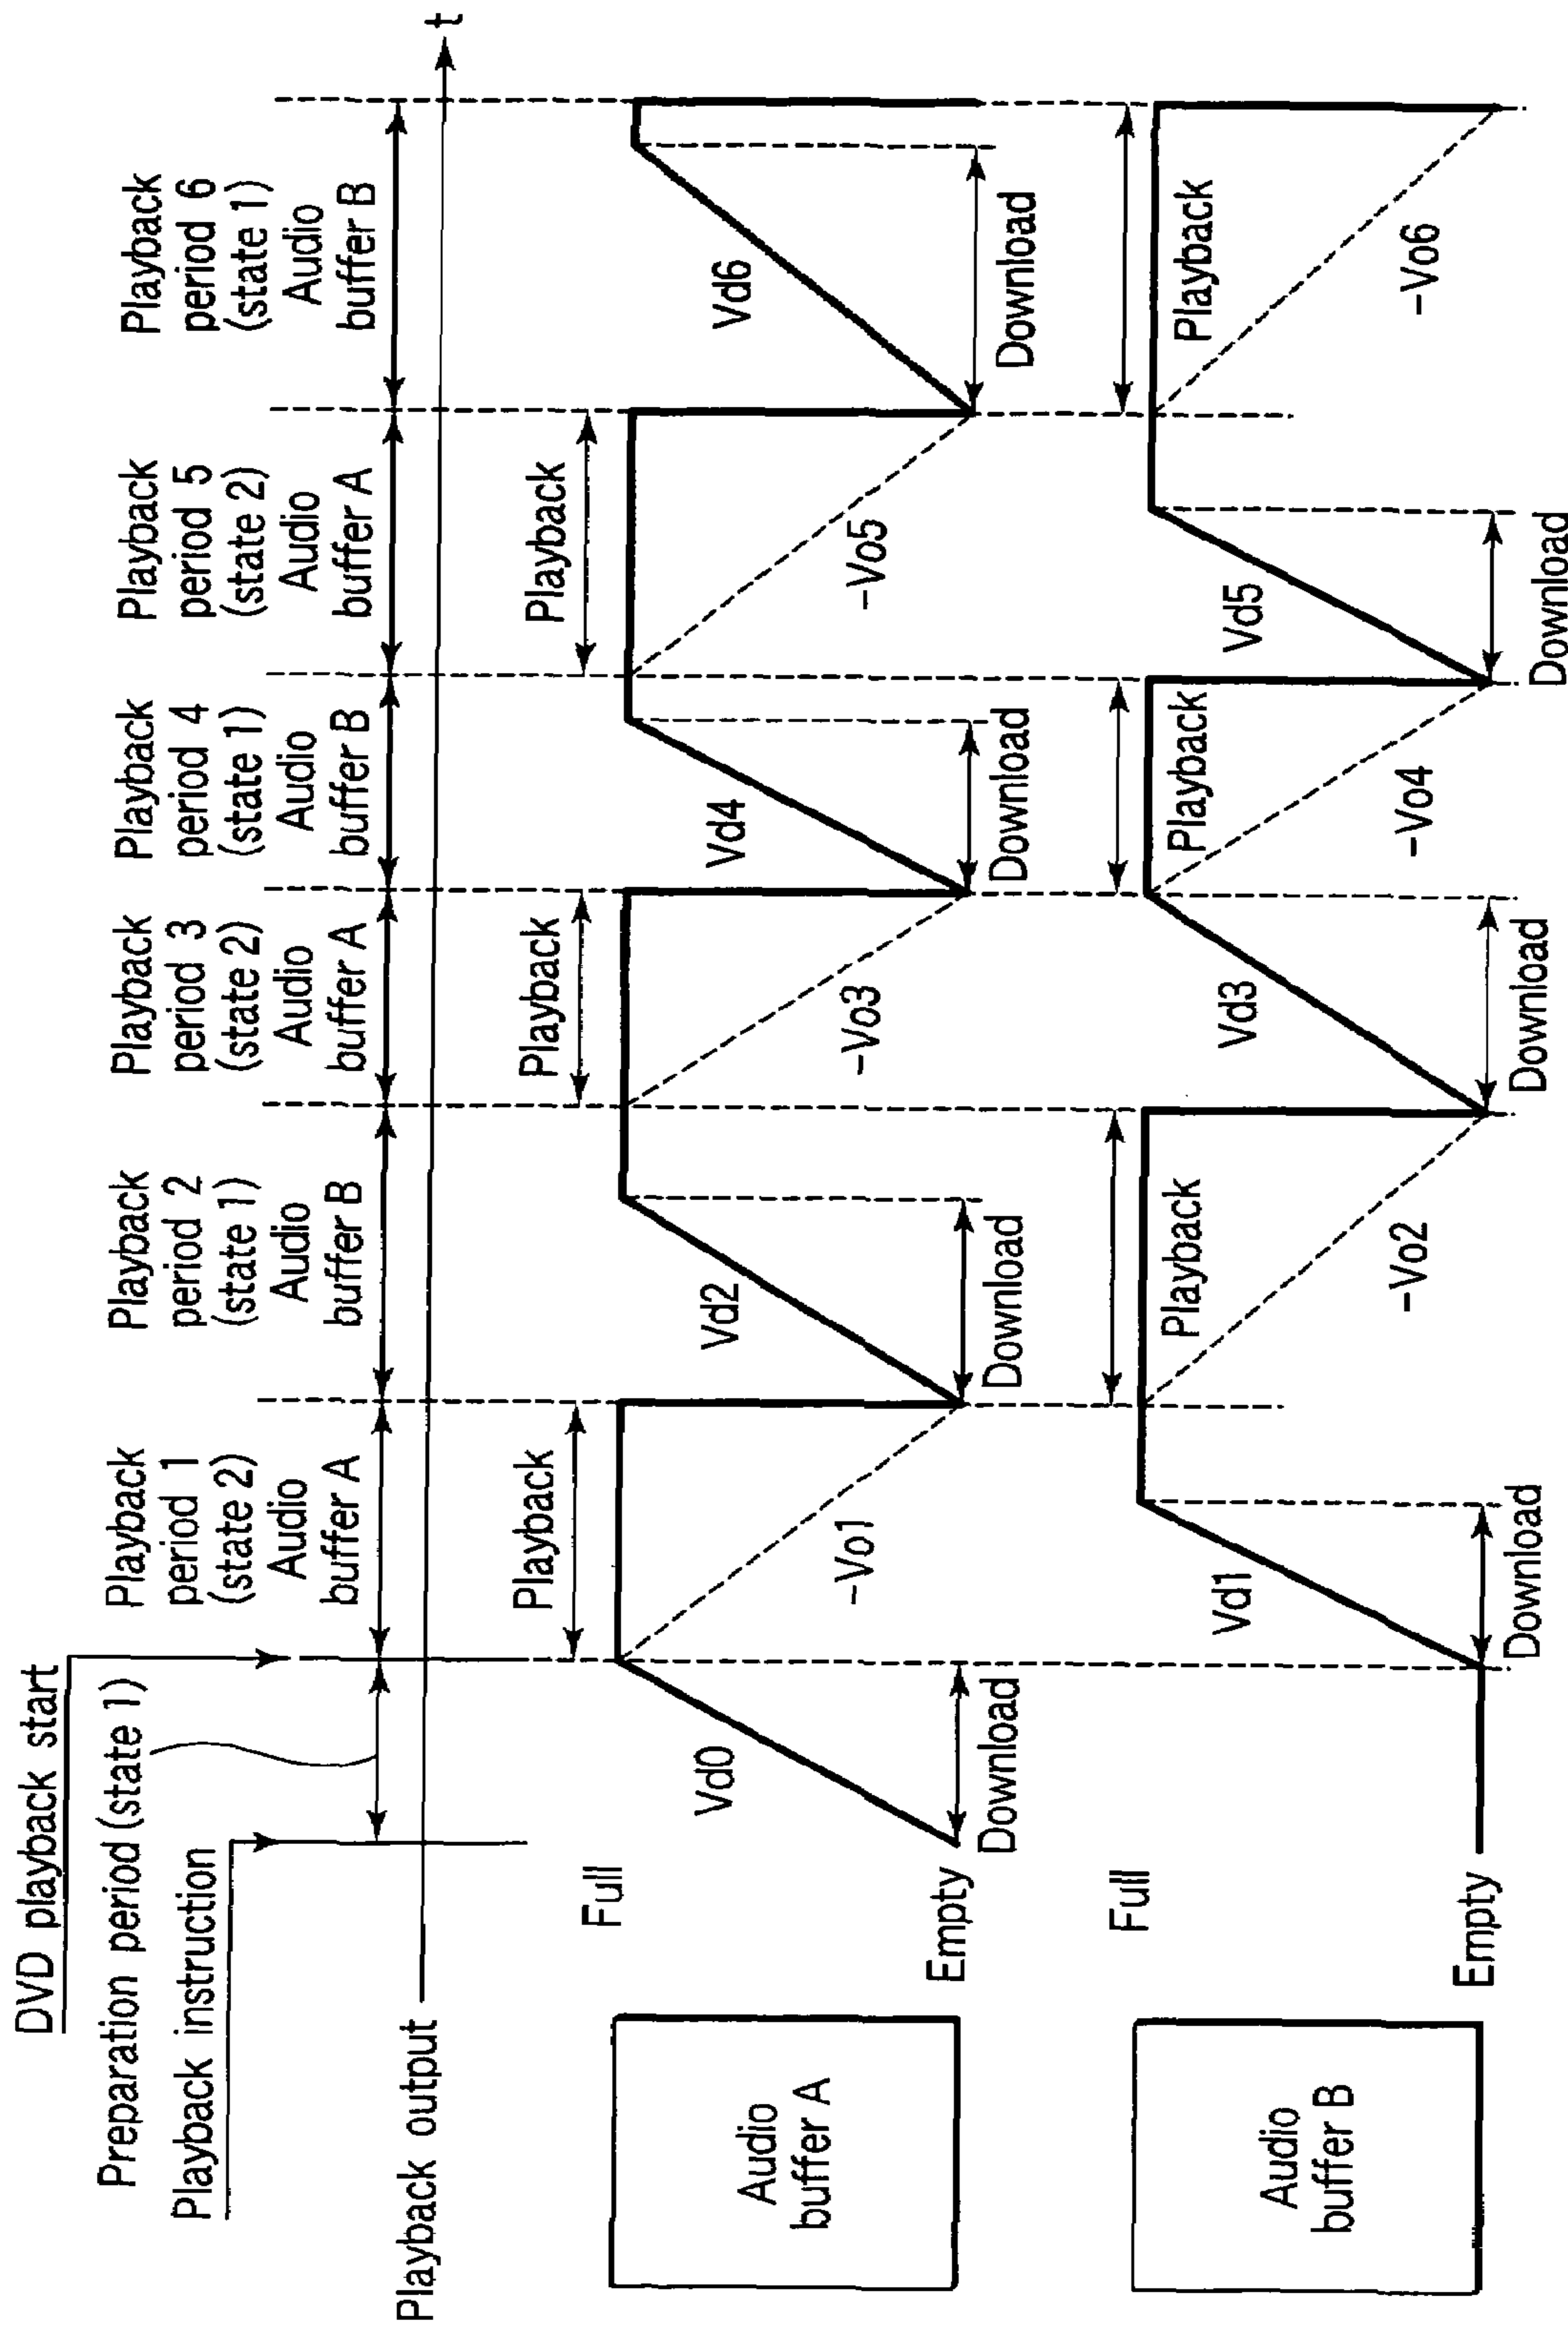 DVD playback start
Preparation period (state 1)
Playback instruction
Playback
period 1
(state 2)
Audio
buffer A
Playback
period 2
(state 1)
Audio
buffer B
Playback
period 3
(state 2)
Audio
buffer A
Playback
period 4
(state 1)
Audio
buffer B
Playback
period 5
(state 2)
Audio
buffer A
Playback
period 6
(state 1)
Audio
buffer B
Playback output
t
Audio
buffer A
Full
Empty
Vd0
Download
Playback
-Vo1
Vd2
Download
Playback
-Vo3
Vd4
Download
Playback
-Vo5
Vd6
Download
Audio
buffer B
Full
Empty
Vd1
Download
Playback
-Vo2
Vd3
Download
Playback
-Vo4
Vd5
Download
Playback
-Vo6